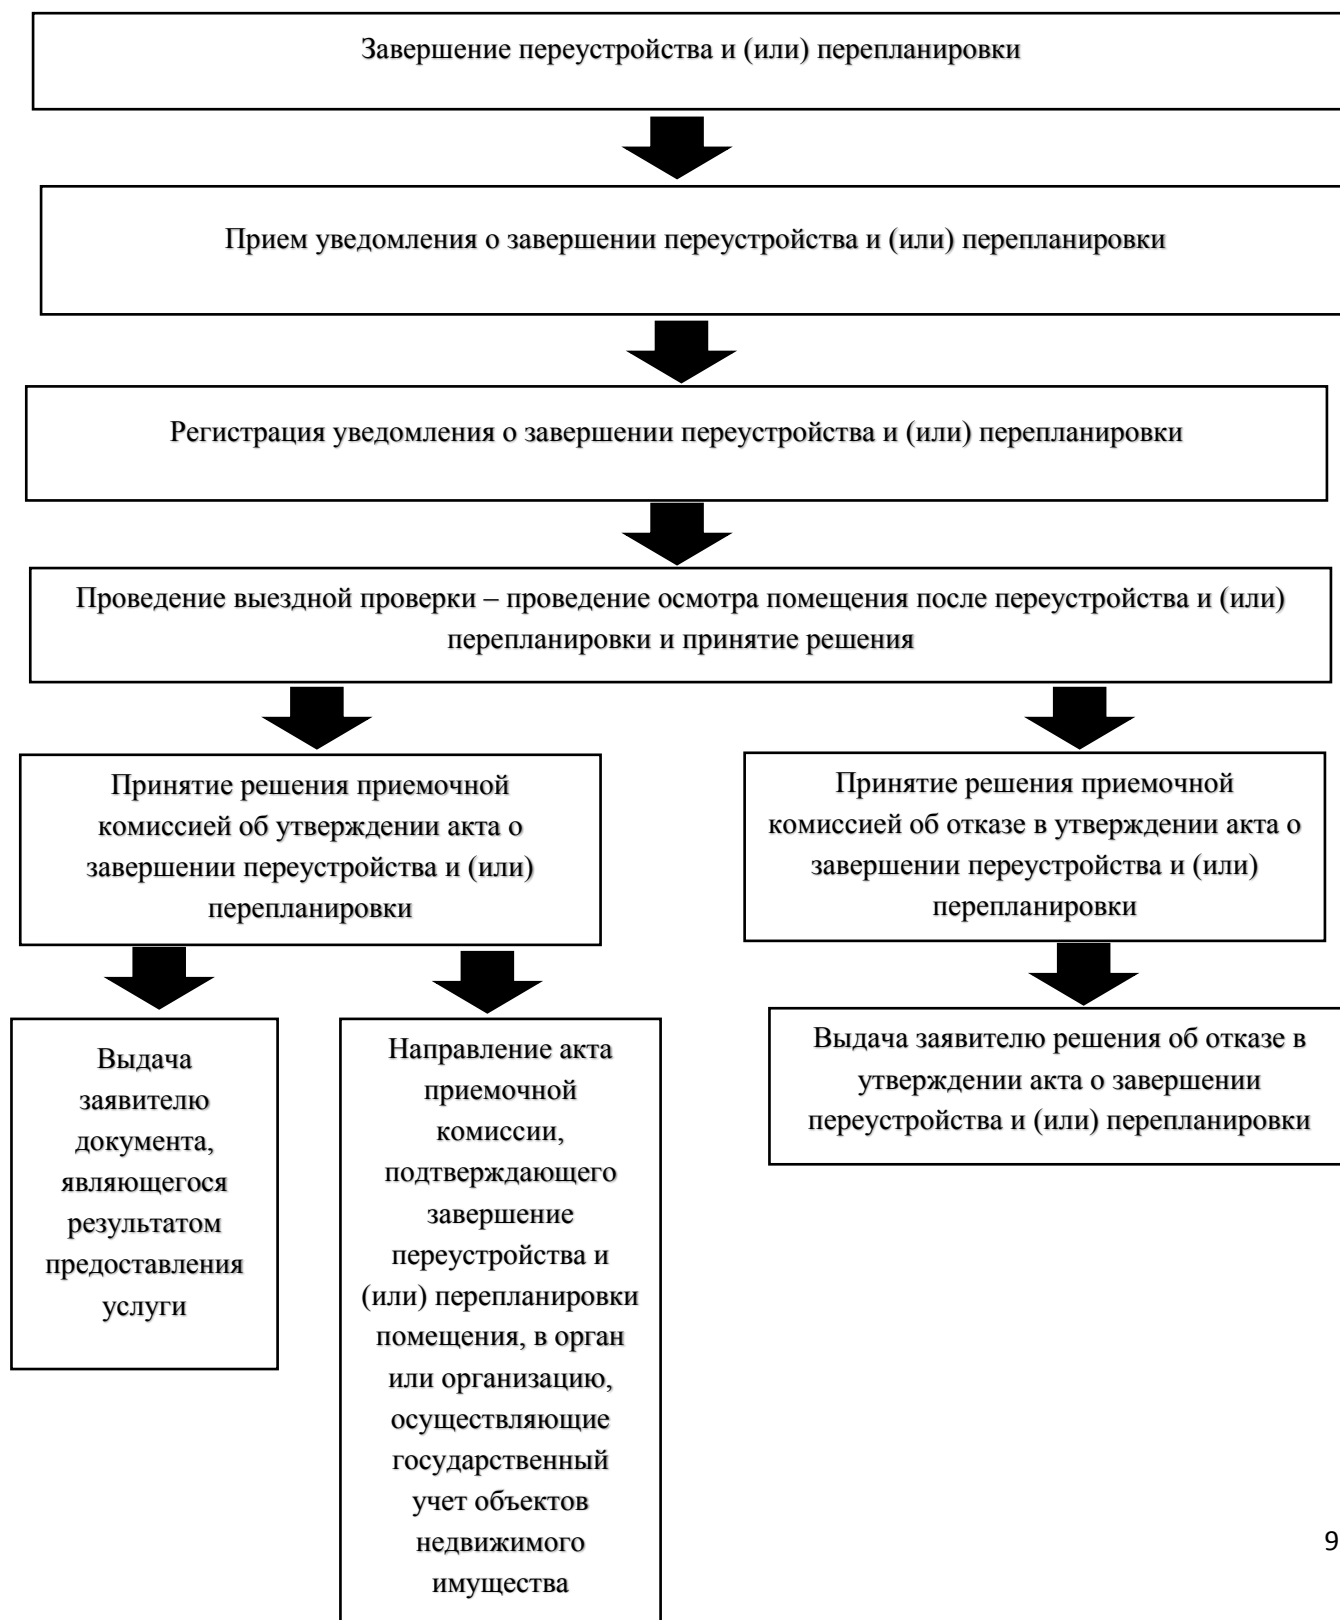 Завершение переустройства и (или) перепланировки
Прием уведомления о завершении переустройства и (или) перепланировки
Регистрация уведомления о завершении переустройства и (или) перепланировки
Проведение выездной проверки – проведение осмотра помещения после переустройства и (или)
перепланировки и принятие решения
Принятие решения приемочной
комиссией об утверждении акта о
завершении переустройства и (или)
перепланировки
Принятие решения приемочной
комиссией об отказе в утверждении акта о
завершении переустройства и (или)
перепланировки
Выдача
заявителю
документа,
являющегося
результатом
предоставления
услуги
Направление акта
приемочной
комиссии,
подтверждающего
завершение
переустройства и
(или) перепланировки
помещения, в орган
или организацию,
осуществляющие
государственный
учет объектов
недвижимого
имущества
Выдача заявителю решения об отказе в
утверждении акта о завершении
переустройства и (или) перепланировки
9